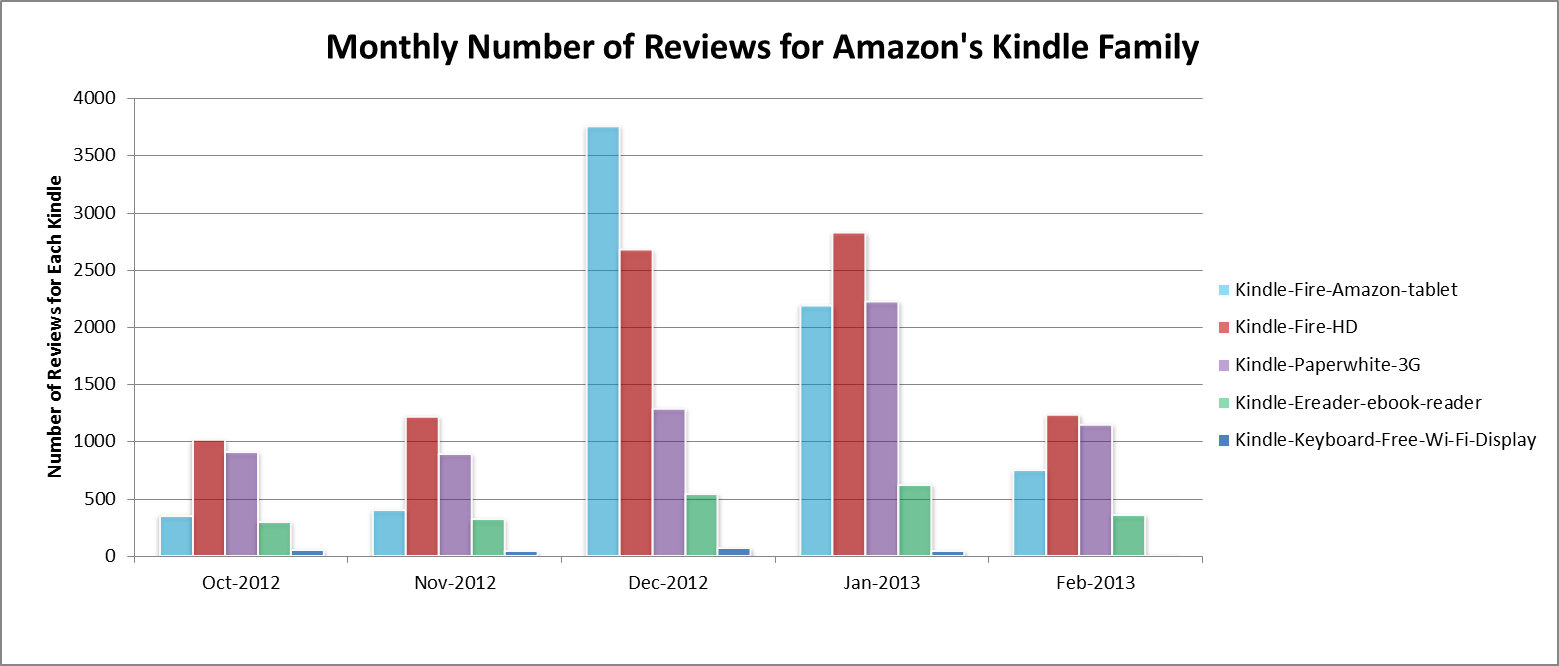 Monthly Number of Reviews for Amazon's Kindle Family
Number of Reviews for Each Kindle
4000
3500
3000
2500
2000
1500
1000
500
0
Oct-2012
Nov-2012
Dec-2012
Jan-2013
Feb-2013
Kindle-Fire-Amazon-tablet
Kindle-Fire-HD
Kindle-Paperwhite-3G
Kindle-Ereader-ebook-reader
Kindle-Keyboard-Free-Wi-Fi-Display